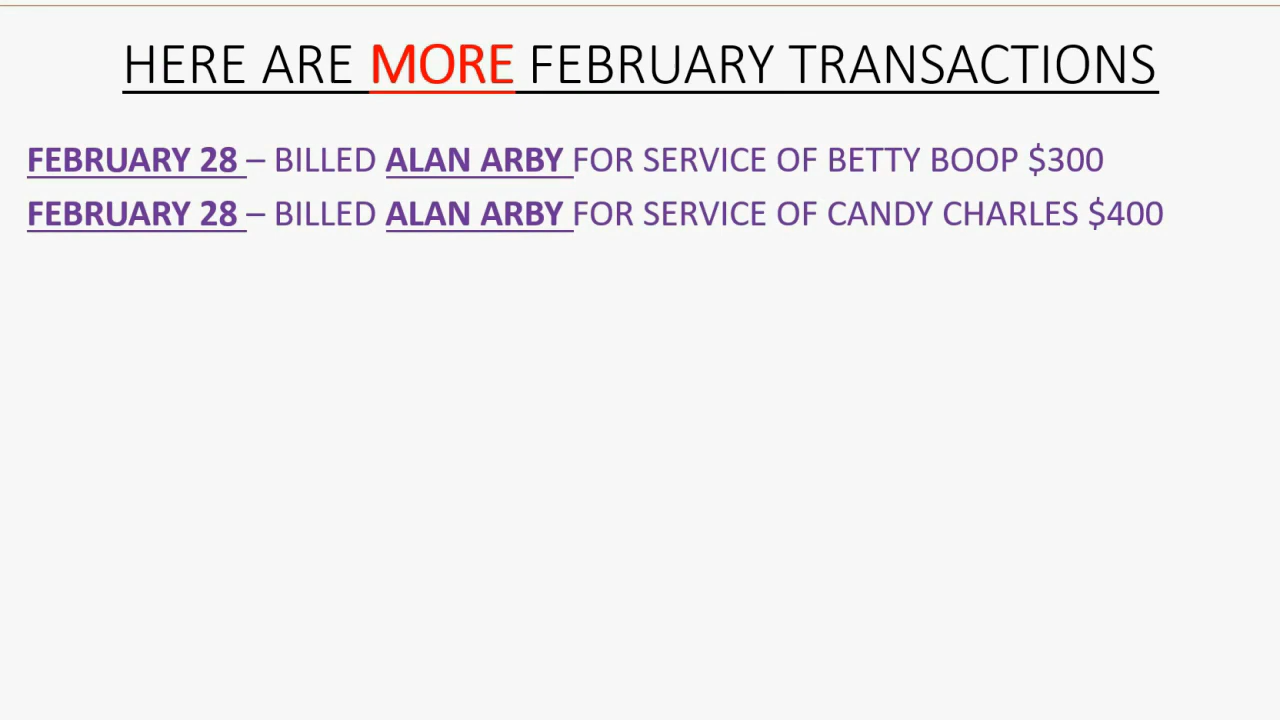 HERE ARE MORE FEBRUARY TRANSACTIONS
FEBRUARY 28 – BILLED ALAN ARBY FOR SERVICE OF BETTY BOOP $300
FEBRUARY 28 – BILLED ALAN ARBY FOR SERVICE OF CANDY CHARLES $400